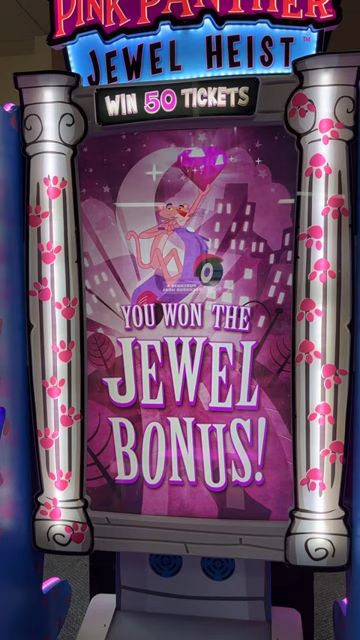 PINK PANTHER
JEWEL HEIST
WIN 50 TICKETS
YOU WON THE
JEWEL
BONUS!